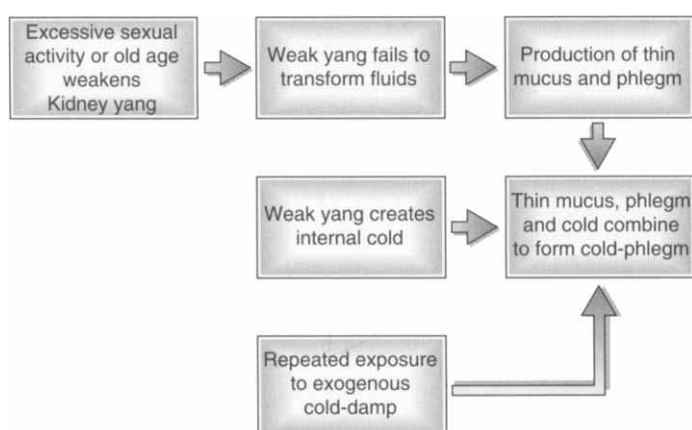 Excessive sexual
activity or old age
weakens
Kidney yang
Weak yang fails to
transform fluids
Production of thin
mucus and phlegm
Weak yang creates
internal cold
Thin mucus, phlegm
and cold combine
to form cold-phlegm
Repeated exposure
to exogenous
cold-damp